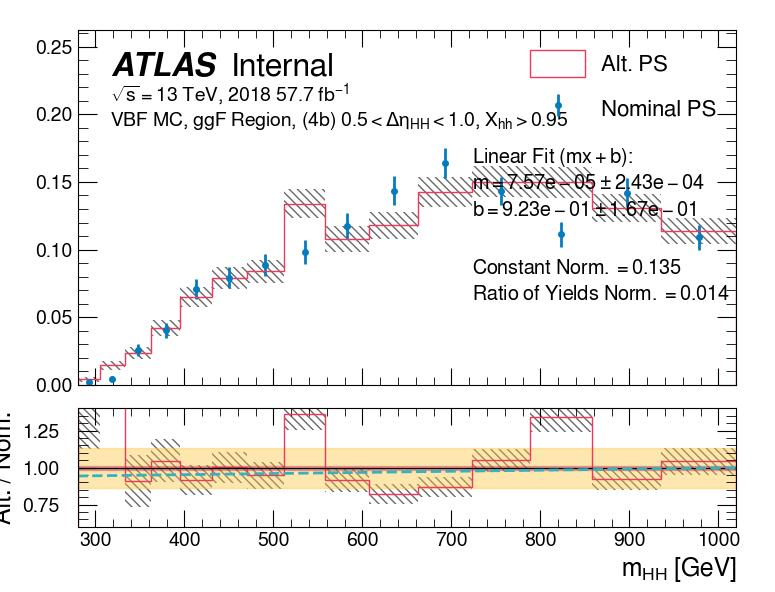 ATLAS Internal
√s = 13 TeV, 2018 57.7 fb⁻¹
VBF MC, ggF Region, (4b) 0.5 < Δη_HH < 1.0, X_hh > 0.95
Alt. PS
Nominal PS
Linear Fit (mx + b):
m = 7.57e − 05 ± 2.43e − 04
b = 9.23e − 01 ± 1.67e − 01
Constant Norm. = 0.135
Ratio of Yields Norm. = 0.014
0.25
0.20
0.15
0.10
0.05
0.00
Alt. / Nom.
1.25
1.00
0.75
300 400 500 600 700 800 900 1000
m_HH [GeV]